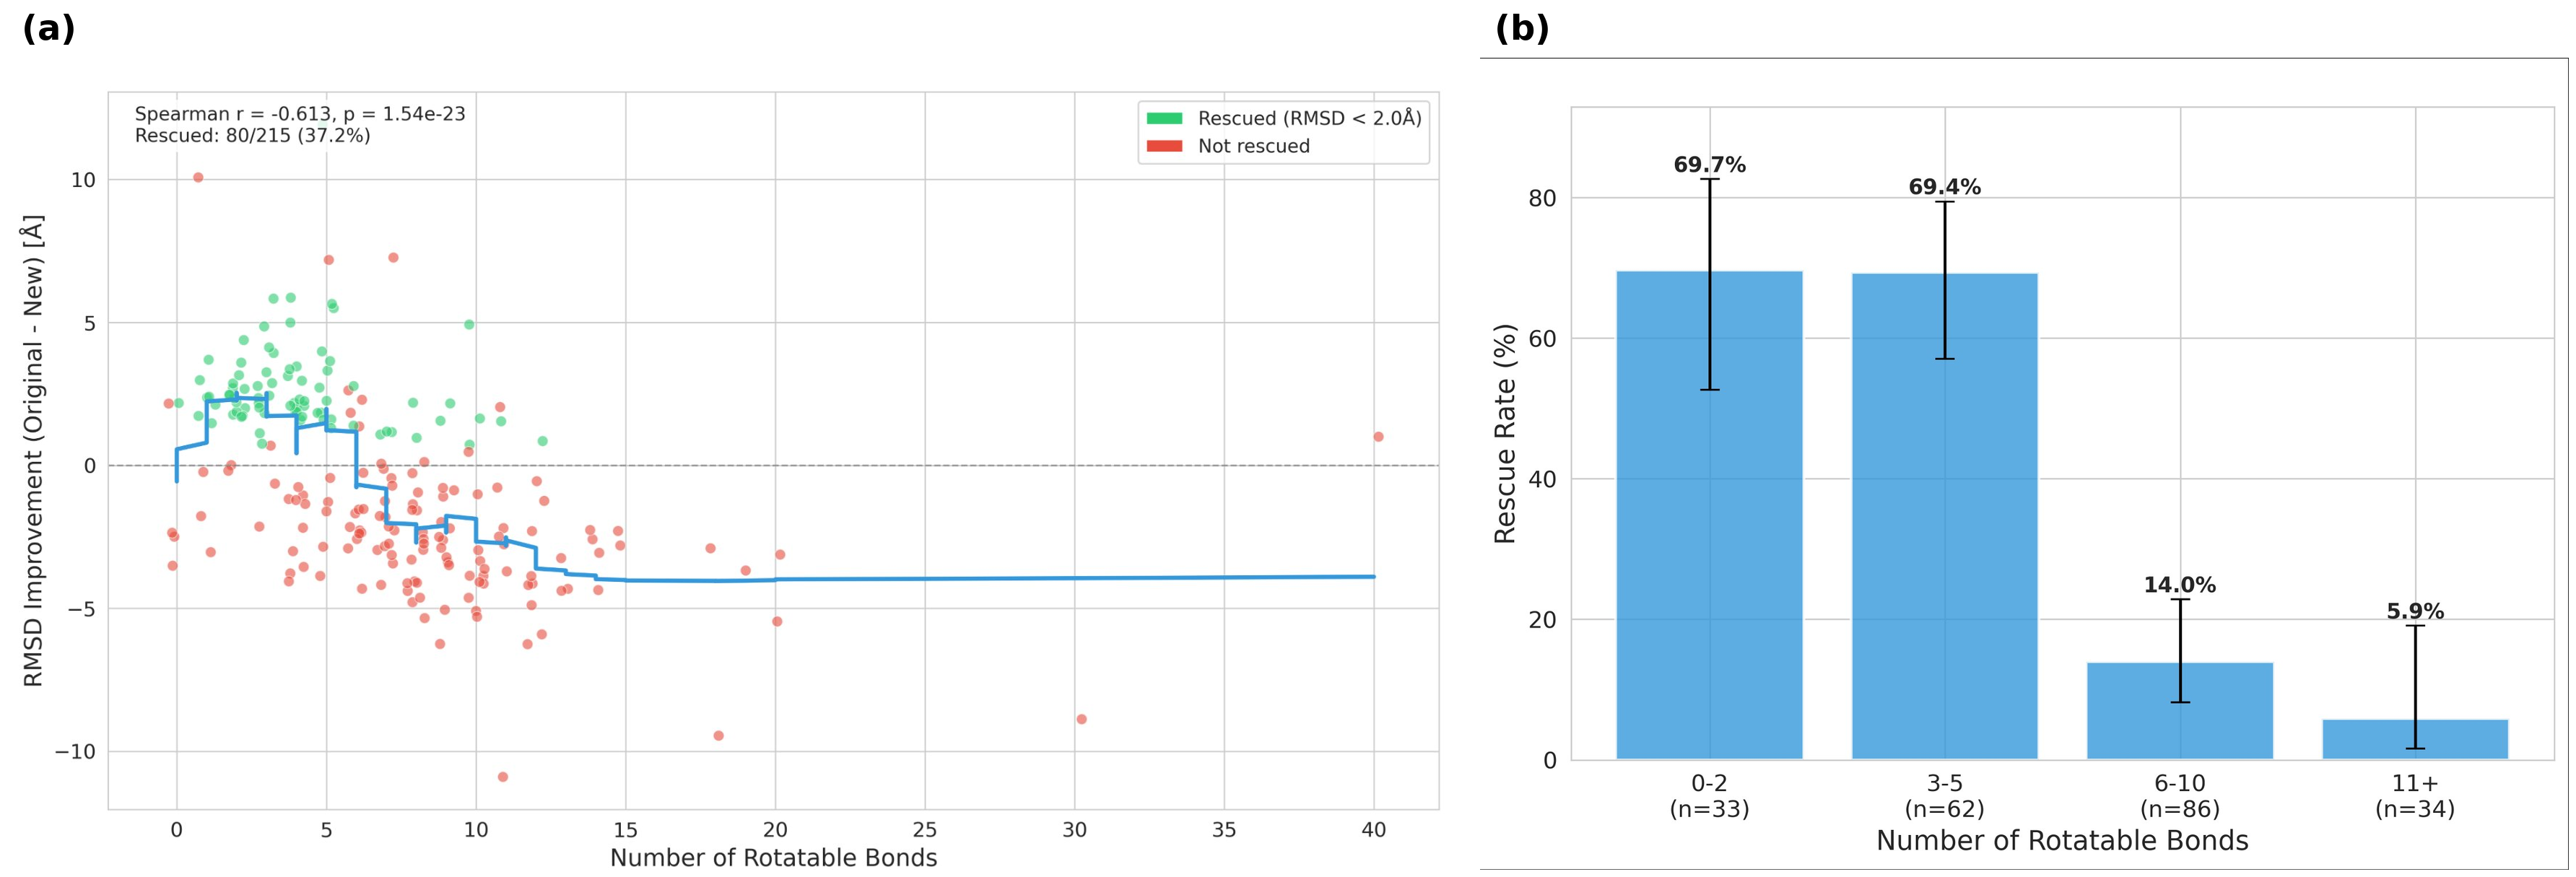 (a)
Spearman r = -0.613, p = 1.54e-23
Rescued: 80/215 (37.2%)
Rescued (RMSD < 2.0Å)
Not rescued
RMSD Improvement (Original - New) [Å]
10
5
0
−5
−10
0 5 10 15 20 25 30 35 40
Number of Rotatable Bonds
(b)
Rescue Rate (%)
80
60
40
20
0
69.7%
69.4%
14.0%
5.9%
0-2 3-5 6-10 11+
(n=33) (n=62) (n=86) (n=34)
Number of Rotatable Bonds